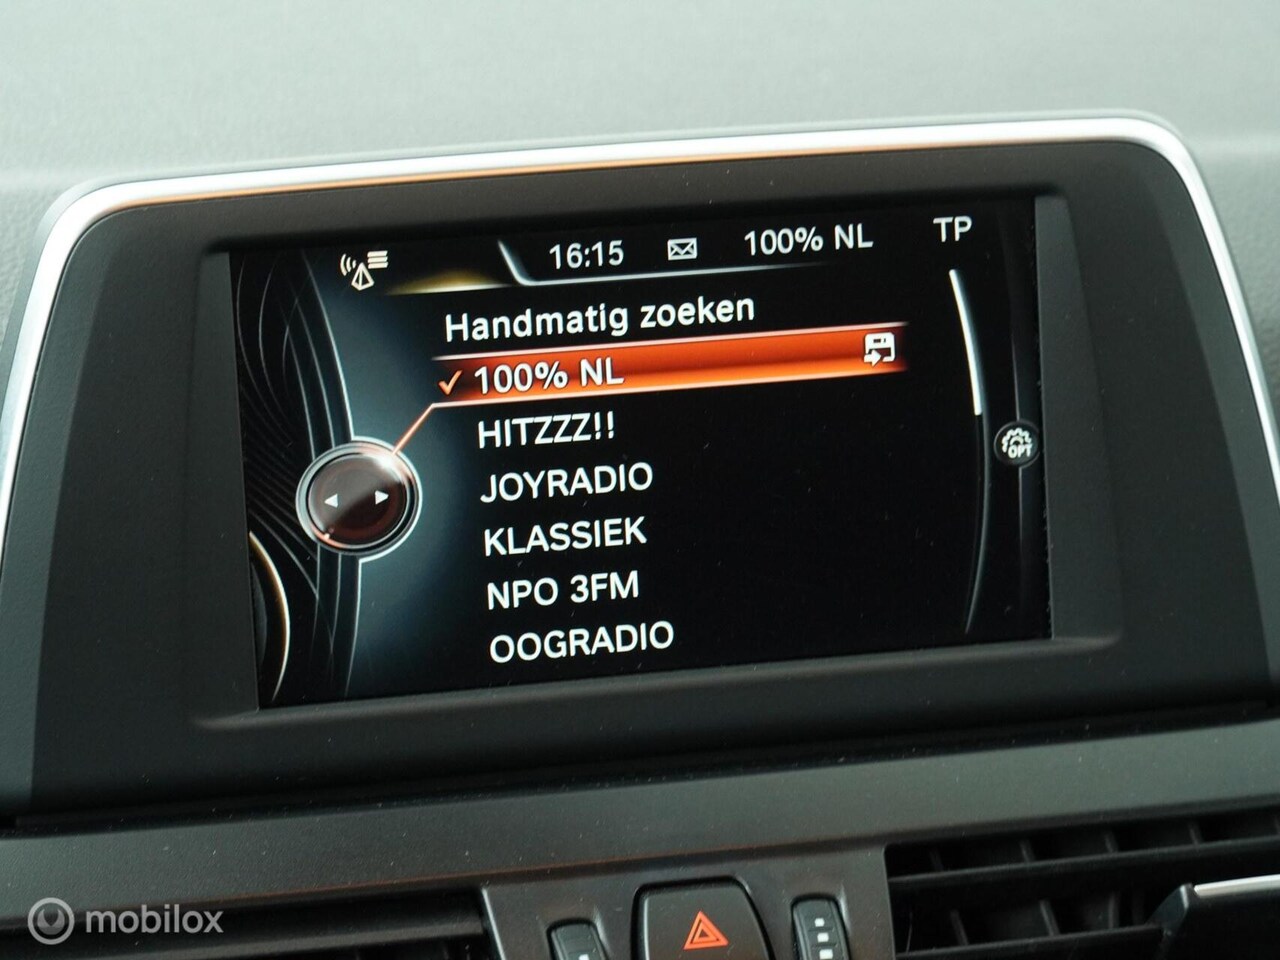 16:15 100% NL TP
Handmatig zoeken
100% NL
HITZZZ!!
JOYRADIO
KLASSIEK
NPO 3FM
OOGRADIO
OPT
mobilox